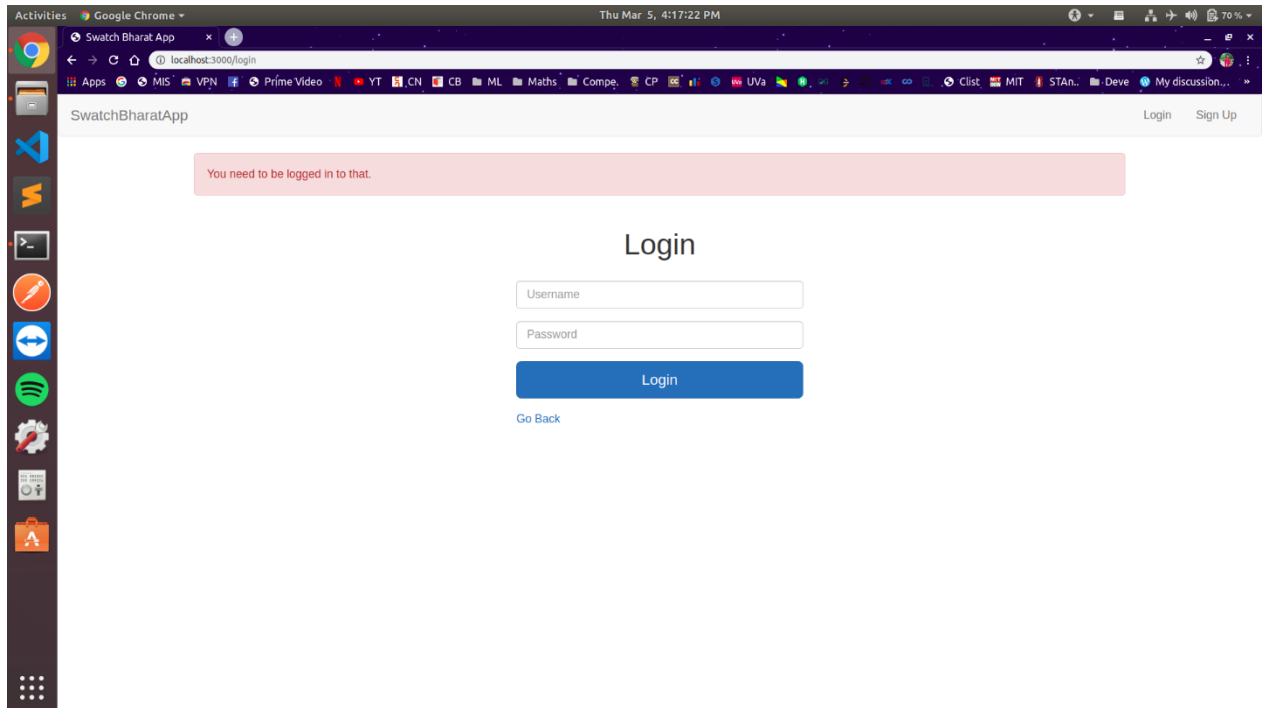 Activities Google Chrome Thu Mar 5, 4:17:22 PM 70 %
Swatch Bharat App
localhost:3000/login
Apps MIS VPN Prime Video YT CN CB ML Maths Compe. CP UVa Clist MIT STAn.. Deve My discussion...
SwatchBharatApp Login Sign Up
You need to be logged in to that.
Login
Username
Password
Login
Go Back